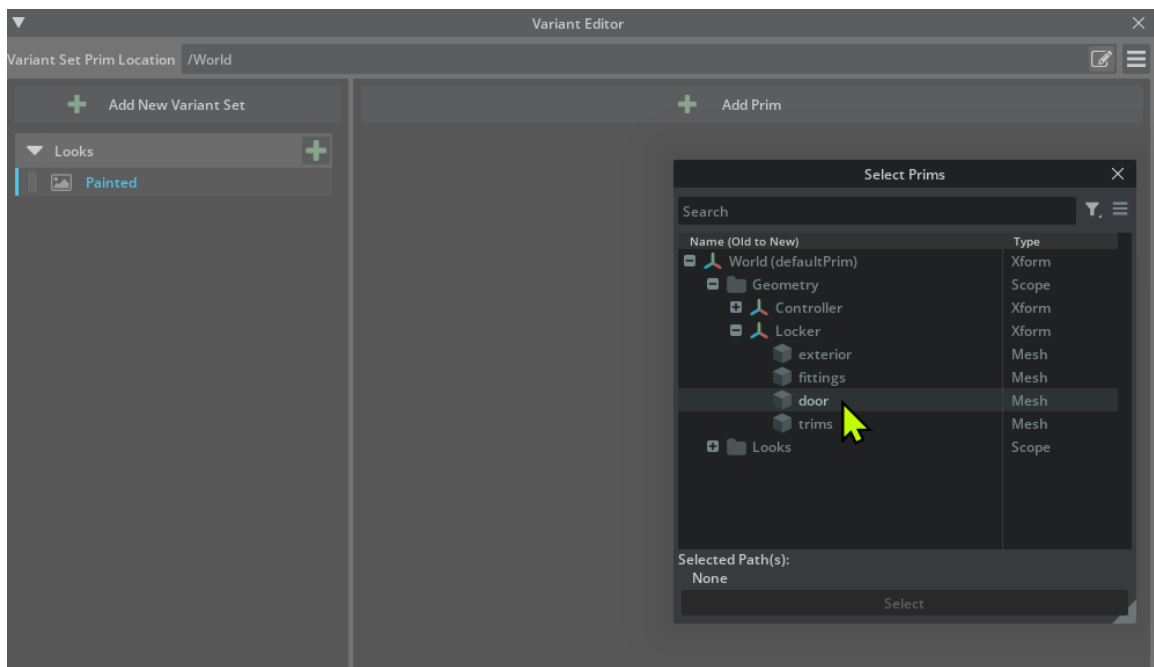 Variant Editor
Variant Set Prim Location /World
Add New Variant Set
Add Prim
Looks
Painted
Select Prims
Search
Name (Old to New) Type
World (defaultPrim) Xform
Geometry Scope
Controller Xform
Locker Xform
exterior Mesh
fittings Mesh
door Mesh
trims Mesh
Looks Scope
Selected Path(s):
None
Select